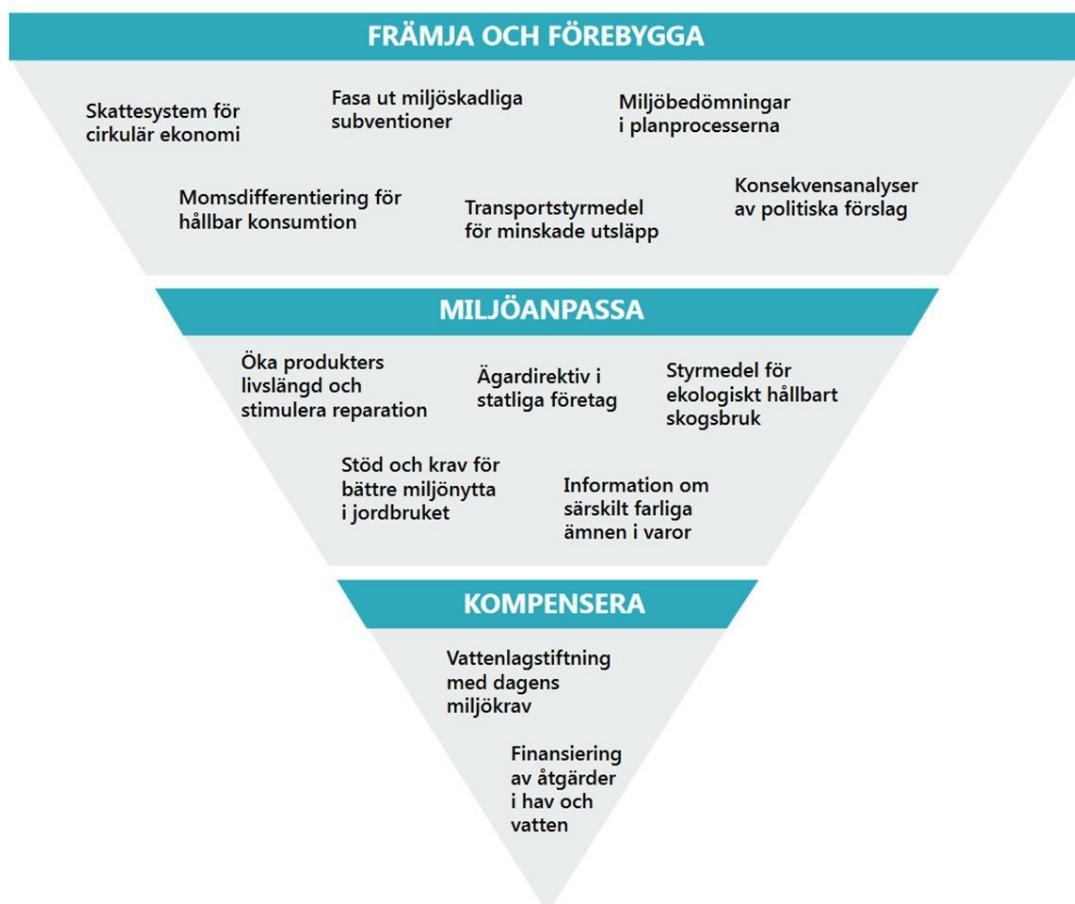 FRÄMJA OCH FÖREBYGGA
Skattesystem för
cirkulär ekonomi
Fasa ut miljöskadliga
subventioner
Miljöbedömningar
i planprocesserna
Momsdifferentiering för
hållbar konsumtion
Transportstyrmedel
för minskade utsläpp
Konsekvensanalyser
av politiska förslag
MILJÖANPASSA
Öka produkters
livslängd och
stimulera reparation
Ägardirektiv i
statliga företag
Styrmedel för
ekologiskt hållbart
skogsbruk
Stöd och krav för
bättre miljönytta
i jordbruket
Information om
särskilt farliga
ämnen i varor
KOMPENSERA
Vattenlagstiftning
med dagens
miljökrav
Finansiering
av åtgärder
i hav och
vatten